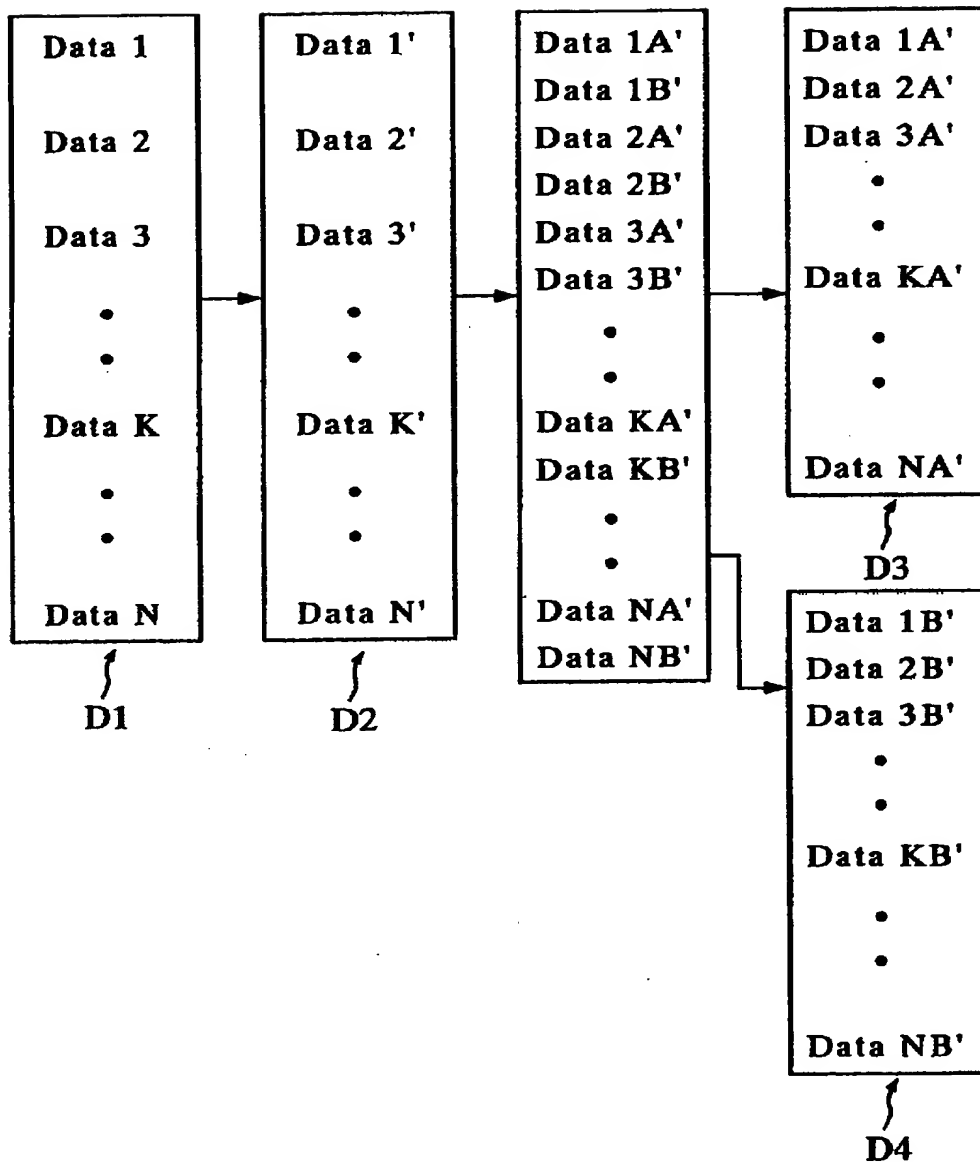 Data 1
Data 2
Data 3
Data K
Data N
D1
Data 1'
Data 2'
Data 3'
Data K'
Data N'
D2
Data 1A'
Data 1B'
Data 2A'
Data 2B'
Data 3A'
Data 3B'
Data KA'
Data KB'
Data NA'
Data NB'
Data 1A'
Data 2A'
Data 3A'
Data KA'
Data NA'
D3
Data 1B'
Data 2B'
Data 3B'
Data KB'
Data NB'
D4